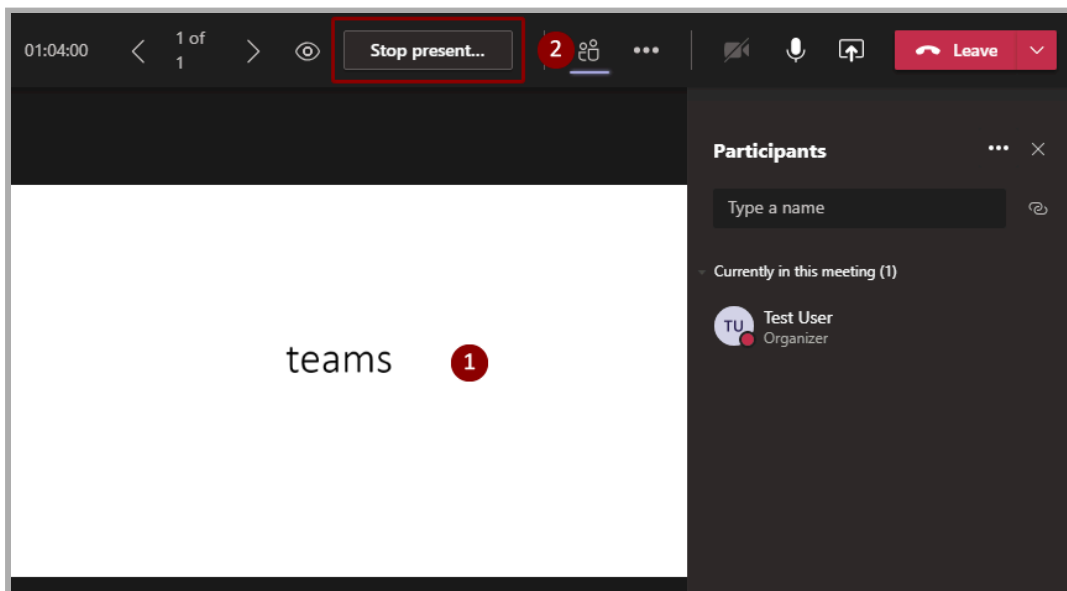 01:04:00
1 of
1
Stop present...
2
Leave
Participants
Type a name
Currently in this meeting (1)
TU
Test User
Organizer
teams
1